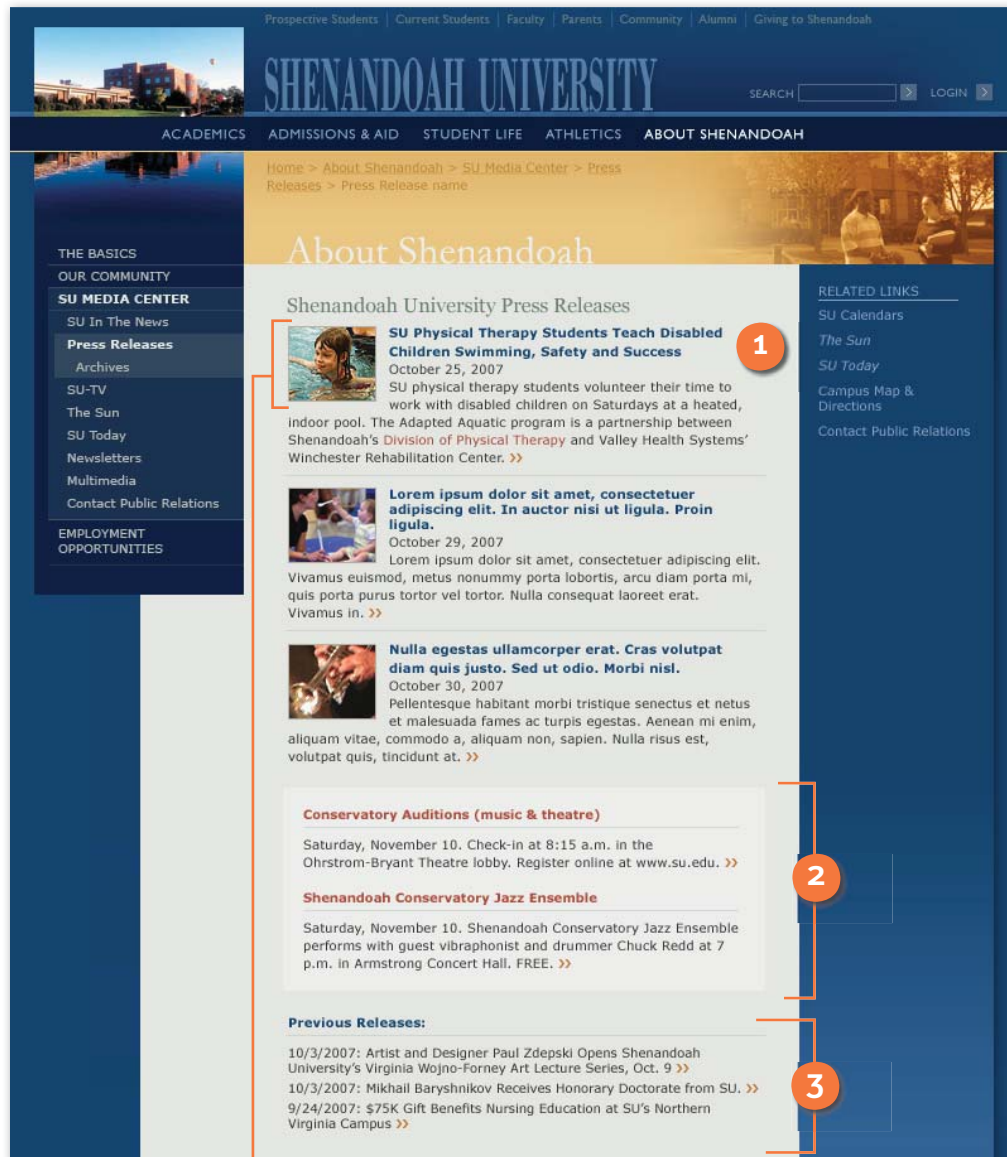 Prospective Students | Current Students | Faculty | Parents | Community | Alumni | Giving to Shenandoah
SHENANDOAH UNIVERSITY
SEARCH
LOGIN
ACADEMICS ADMISSIONS & AID STUDENT LIFE ATHLETICS ABOUT SHENANDOAH
Home > About Shenandoah > SU Media Center > Press
Releases > Press Release name
About Shenandoah
THE BASICS
OUR COMMUNITY
SU MEDIA CENTER
SU In The News
Press Releases
Archives
SU-TV
The Sun
SU Today
Newsletters
Multimedia
Contact Public Relations
EMPLOYMENT
OPPORTUNITIES
Shenandoah University Press Releases
SU Physical Therapy Students Teach Disabled
Children Swimming, Safety and Success
October 25, 2007
SU physical therapy students volunteer their time to
work with disabled children on Saturdays at a heated,
indoor pool. The Adapted Aquatic program is a partnership between
Shenandoah's Division of Physical Therapy and Valley Health Systems'
Winchester Rehabilitation Center. »
1
Lorem ipsum dolor sit amet, consectetuer
adipiscing elit. In auctor nisi ut ligula. Proin
ligula.
October 29, 2007
Lorem ipsum dolor sit amet, consectetuer adipiscing elit.
Vivamus euismod, metus nonummy porta lobortis, arcu diam porta mi,
quis porta purus tortor vel tortor. Nulla consequat laoreet erat.
Vivamus in. »
Nulla egestas ullamcorper erat. Cras volutpat
diam quis justo. Sed ut odio. Morbi nisl.
October 30, 2007
Pellentesque habitant morbi tristique senectus et netus
et malesuada fames ac turpis egestas. Aenean mi enim,
aliquam vitae, commodo a, aliquam non, sapien. Nulla risus est,
volutpat quis, tincidunt at. »
Conservatory Auditions (music & theatre)
Saturday, November 10. Check-in at 8:15 a.m. in the
Ohrstrom-Bryant Theatre lobby. Register online at www.su.edu. »
Shenandoah Conservatory Jazz Ensemble
Saturday, November 10. Shenandoah Conservatory Jazz Ensemble
performs with guest vibraphonist and drummer Chuck Redd at 7
p.m. in Armstrong Concert Hall. FREE. »
2
Previous Releases:
10/3/2007: Artist and Designer Paul Zdepski Opens Shenandoah
University's Virginia Wojno-Forney Art Lecture Series, Oct. 9 »
10/3/2007: Mikhail Baryshnikov Receives Honorary Doctorate from SU. »
9/24/2007: $75K Gift Benefits Nursing Education at SU's Northern
Virginia Campus »
3
RELATED LINKS
SU Calendars
The Sun
SU Today
Campus Map &
Directions
Contact Public Relations